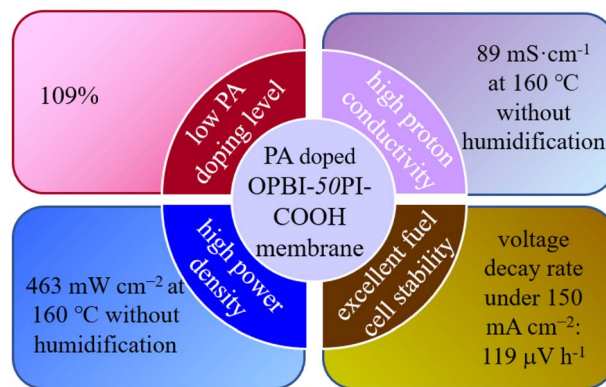 109%
low PA
doping level
high proton
conductivity
89 mS·cm⁻¹
at 160 °C
without
humidification
PA doped
OPBI-50PI-
COOH
membrane
463 mW cm⁻² at
160 °C without
humidification
high power
density
excellent fuel
cell stability
voltage
decay rate
under 150
mA cm⁻²:
119 μV h⁻¹